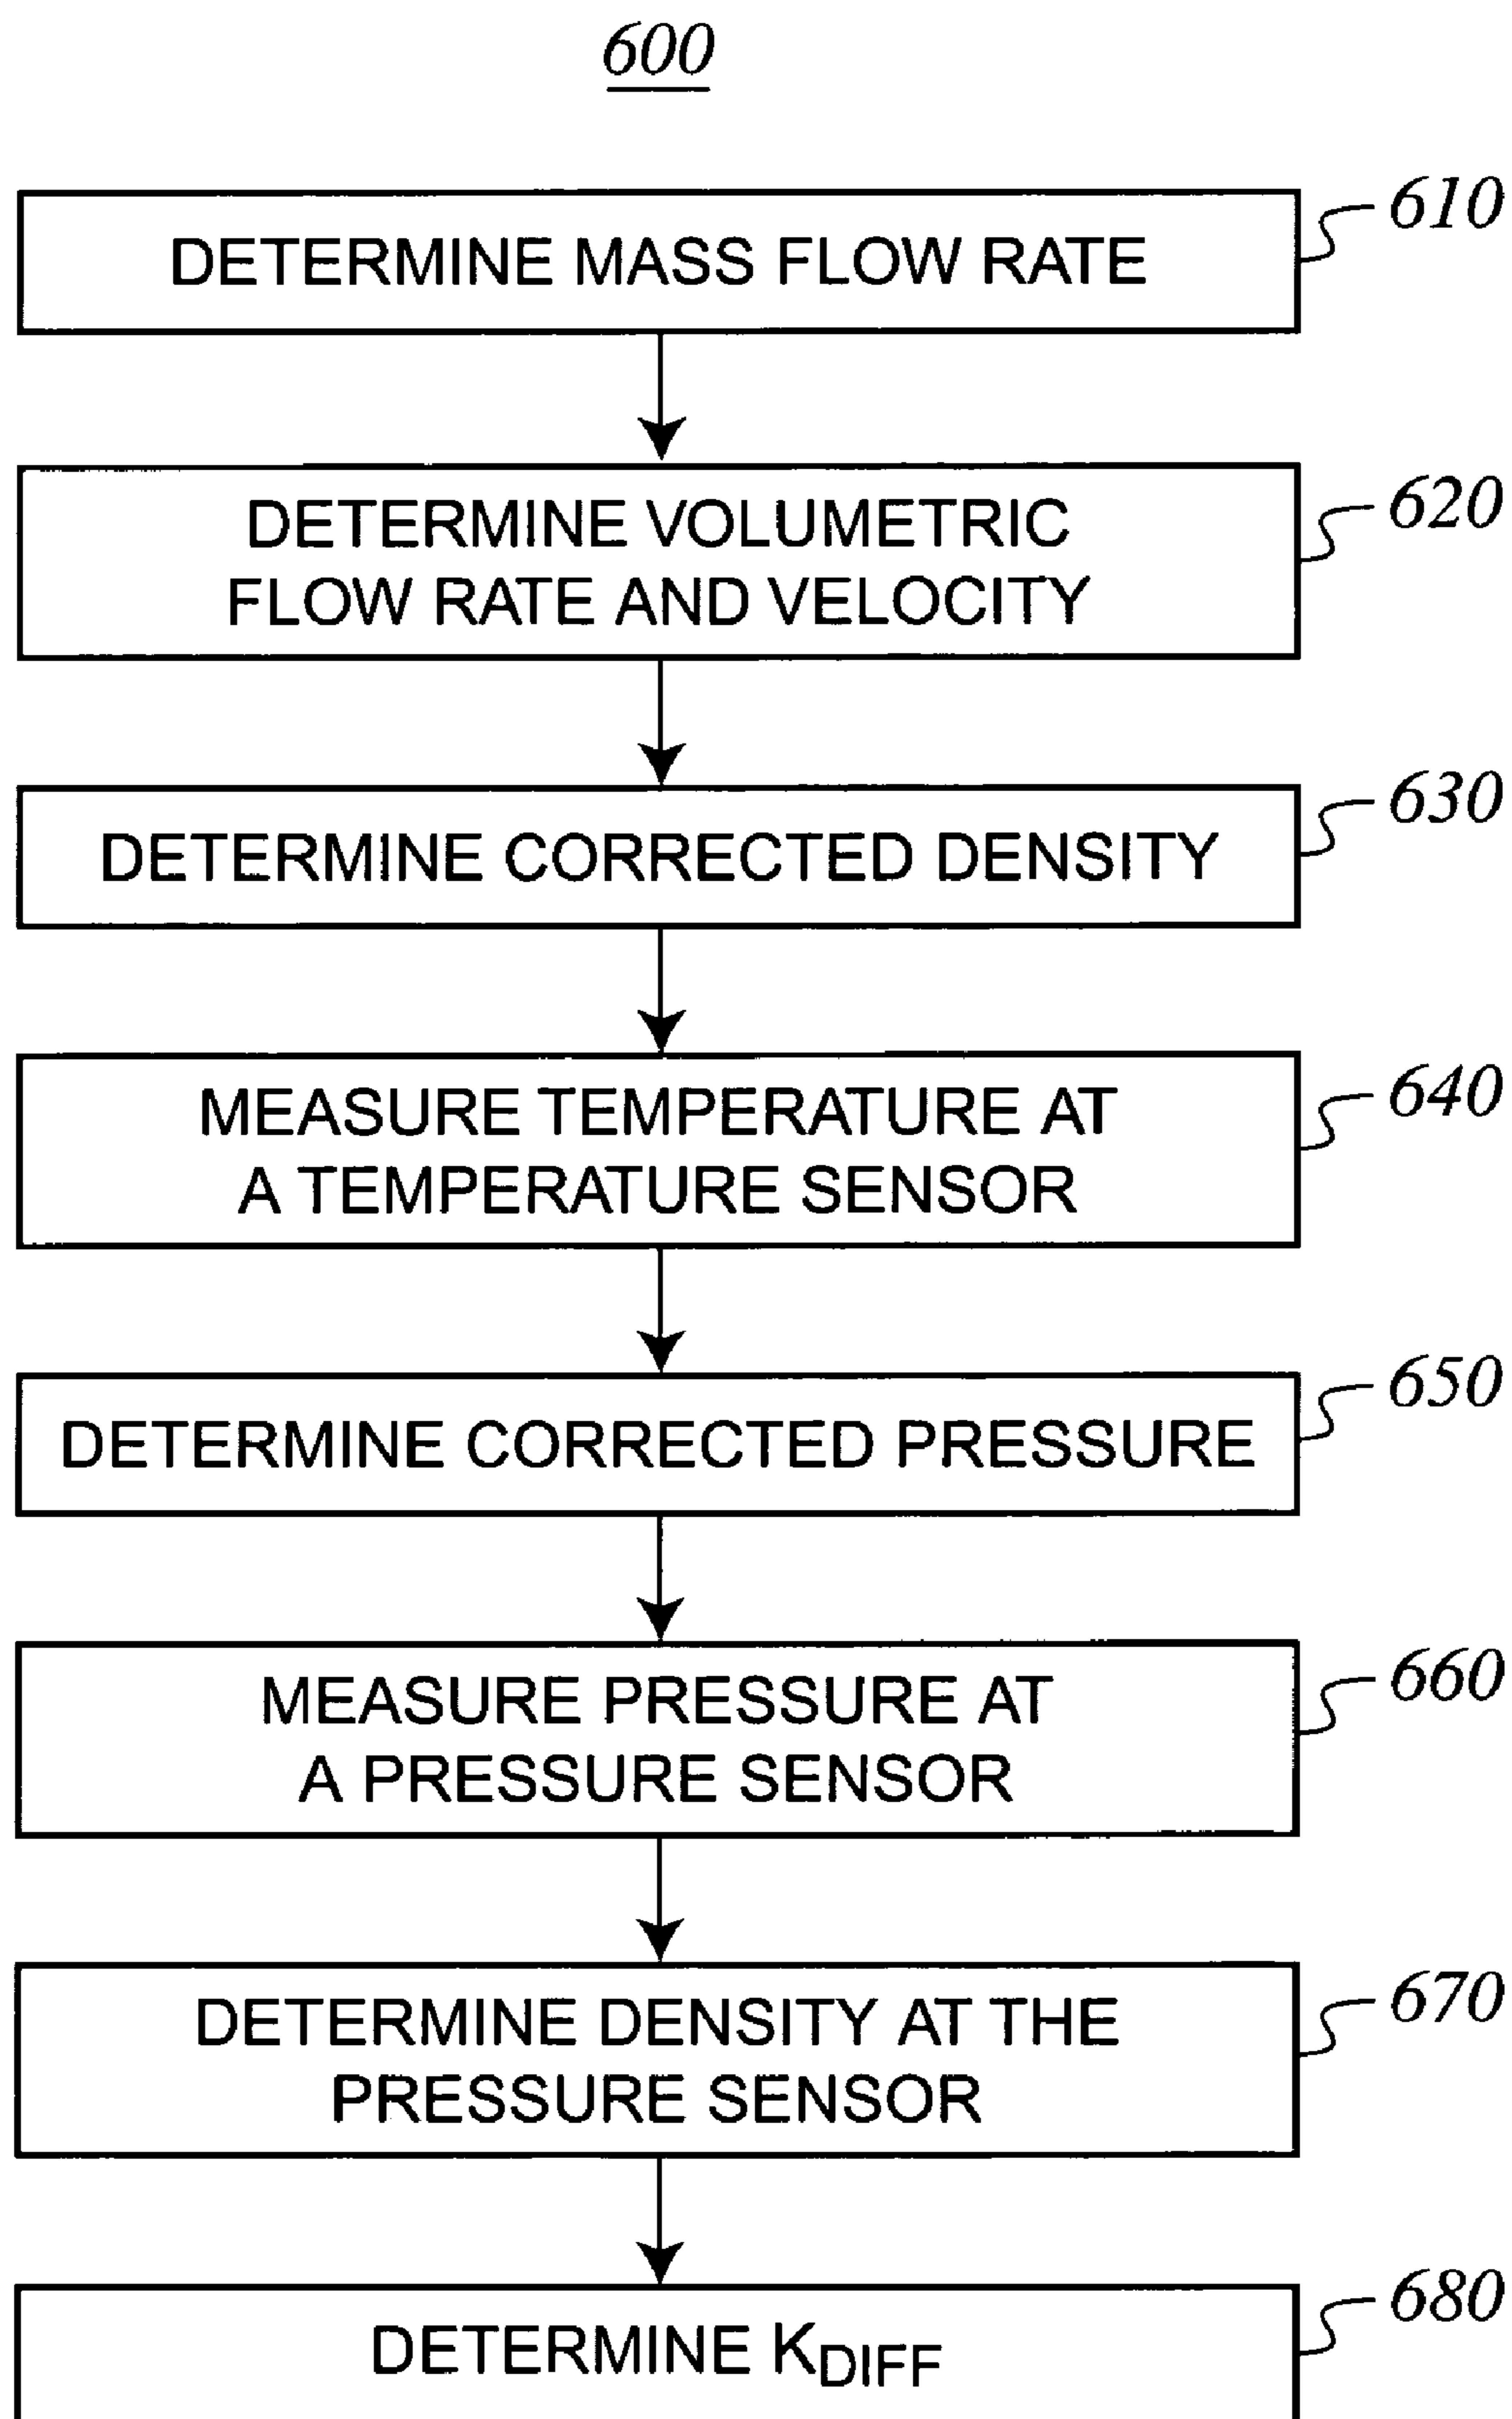 600
DETERMINE MASS FLOW RATE
610
DETERMINE VOLUMETRIC
FLOW RATE AND VELOCITY
620
DETERMINE CORRECTED DENSITY
630
MEASURE TEMPERATURE AT
A TEMPERATURE SENSOR
640
DETERMINE CORRECTED PRESSURE
650
MEASURE PRESSURE AT
A PRESSURE SENSOR
660
DETERMINE DENSITY AT THE
PRESSURE SENSOR
670
DETERMINE KDIFF
680